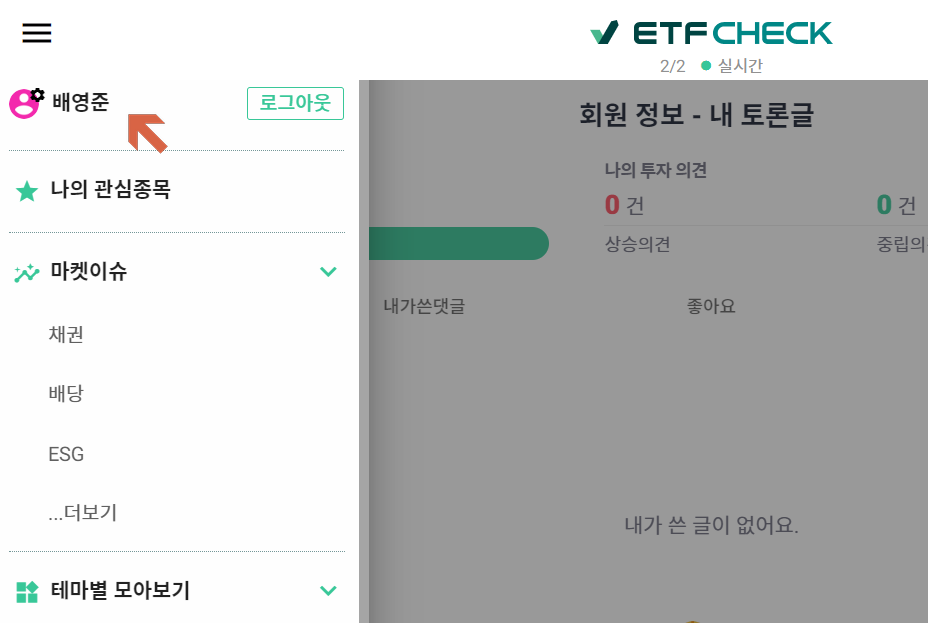 ETFCHECK
2/2 실시간
배영준
로그아웃
나의 관심종목
마켓이슈
채권
배당
ESG
...더보기
테마별 모아보기
회원 정보 - 내 토론글
나의 투자 의견
0 건
0 건
상승의견
중립의
내가쓴댓글
좋아요
내가 쓴 글이 없어요.